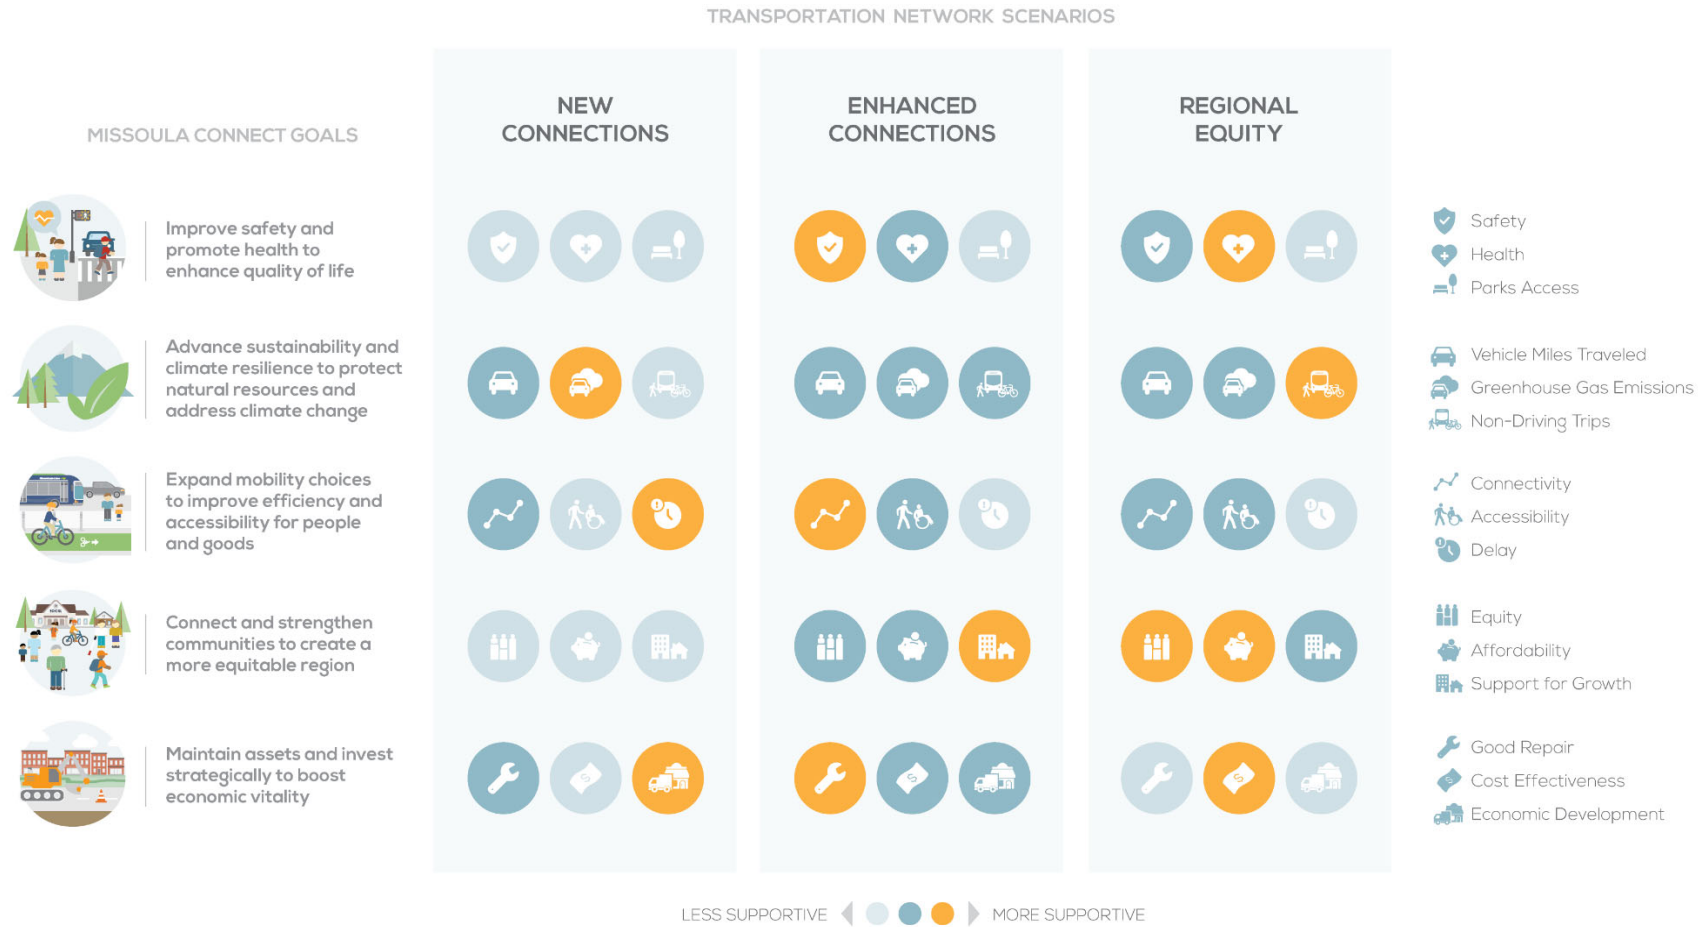 TRANSPORTATION NETWORK SCENARIOS
MISSOULA CONNECT GOALS
NEW
CONNECTIONS
ENHANCED
CONNECTIONS
REGIONAL
EQUITY
Improve safety and
promote health to
enhance quality of life
Safety
Health
Parks Access
Advance sustainability and
climate resilience to protect
natural resources and
address climate change
Vehicle Miles Traveled
Greenhouse Gas Emissions
Non-Driving Trips
Expand mobility choices
to improve efficiency and
accessibility for people
and goods
Connectivity
Accessibility
Delay
Connect and strengthen
communities to create a
more equitable region
Equity
Affordability
Support for Growth
Maintain assets and invest
strategically to boost
economic vitality
Good Repair
Cost Effectiveness
Economic Development
LESS SUPPORTIVE
MORE SUPPORTIVE